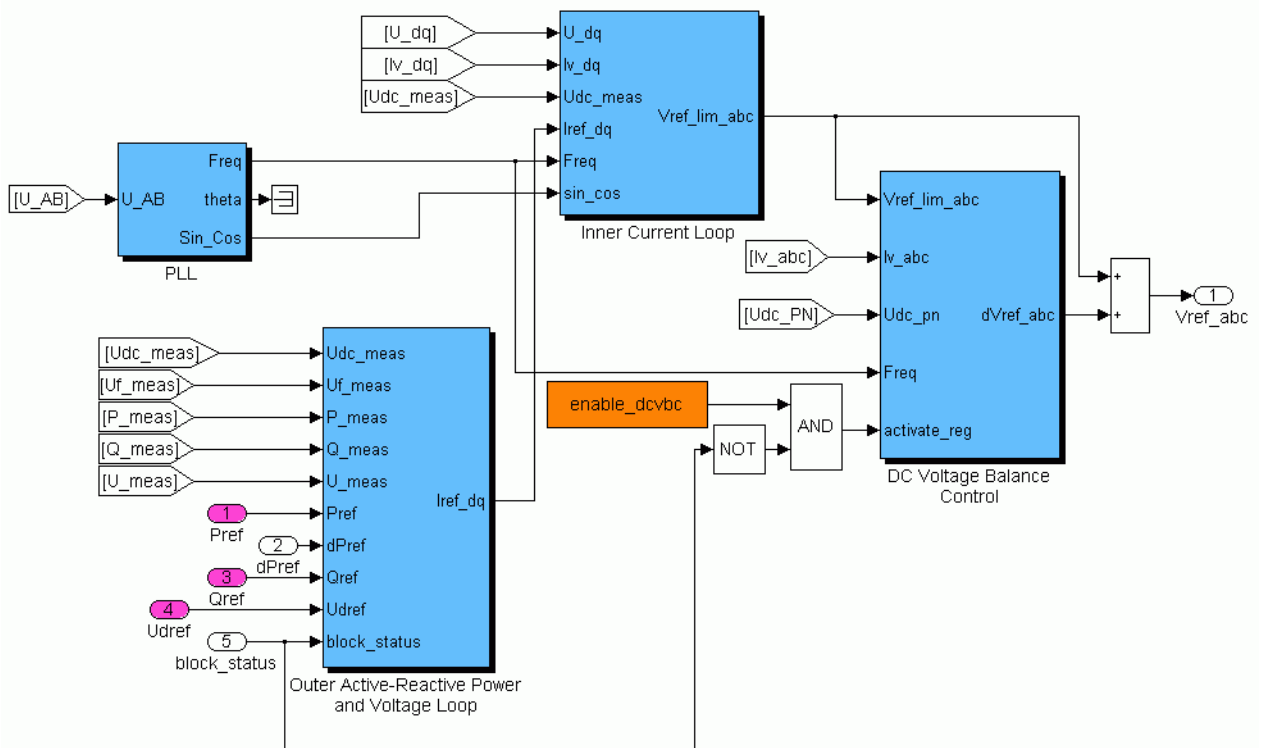 [U_dq]
[Iv_dq]
[Udc_meas]
U_dq
Iv_dq
Udc_meas
Iref_dq
Freq
sin_cos
Vref_lim_abc
Inner Current Loop
[U_AB]
U_AB
Freq
theta
Sin_Cos
PLL
[Iv_abc]
[Udc_PN]
Vref_lim_abc
Iv_abc
Udc_pn
Freq
activate_reg
dVref_abc
DC Voltage Balance
Control
+
+
1
Vref_abc
enable_dcvbc
NOT
AND
[Udc_meas]
[Uf_meas]
[P_meas]
[Q_meas]
[U_meas]
1
Pref
2
dPref
3
Qref
4
Udref
5
block_status
Udc_meas
Uf_meas
P_meas
Q_meas
U_meas
Pref
dPref
Qref
Udref
block_status
Iref_dq
Outer Active-Reactive Power
and Voltage Loop